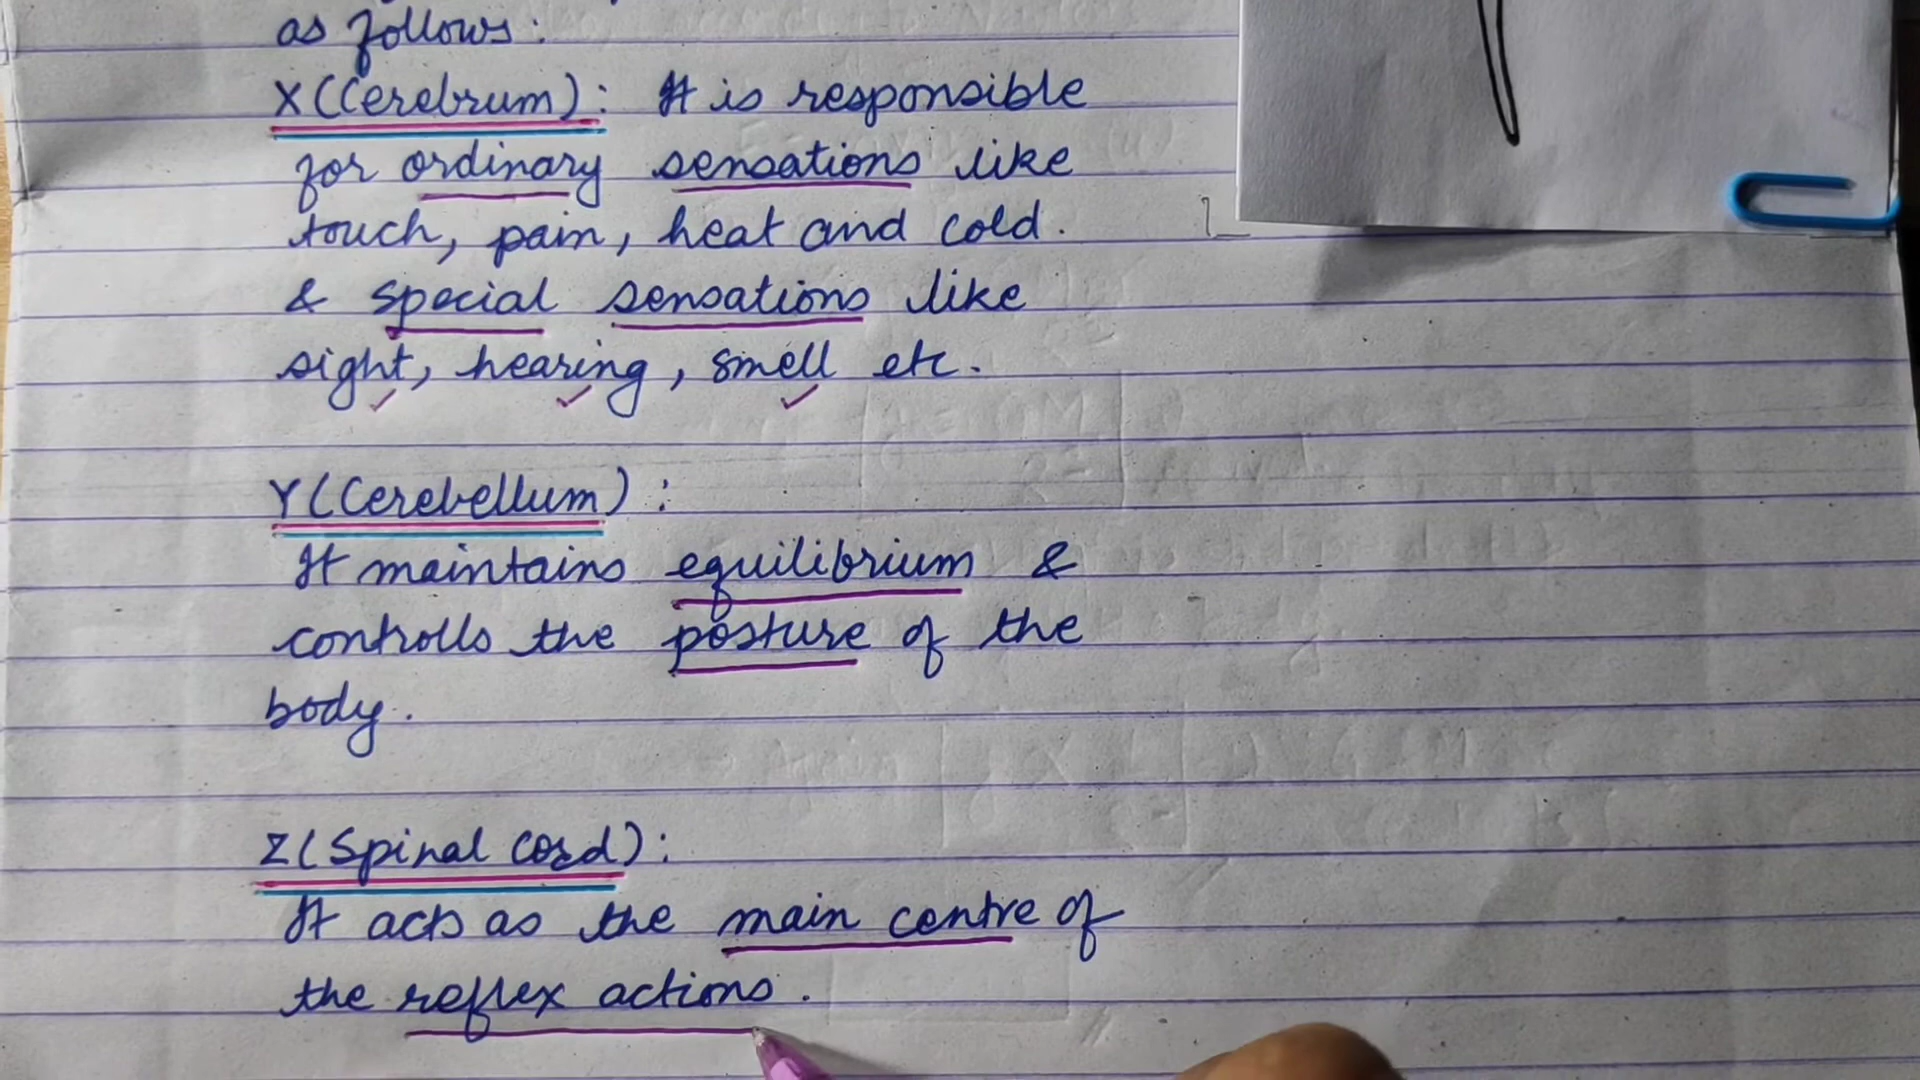 as follows:
X(Cerebrum): It is responsible
for ordinary sensations like
touch, pain, heat and cold.
& special sensations like
sight, hearing, smell etc.
Y(Cerebellum):
It maintains equilibrium &
controlls the posture of the
body.
Z(Spinal cord):
It acts as the main centre of
the reflex actions.